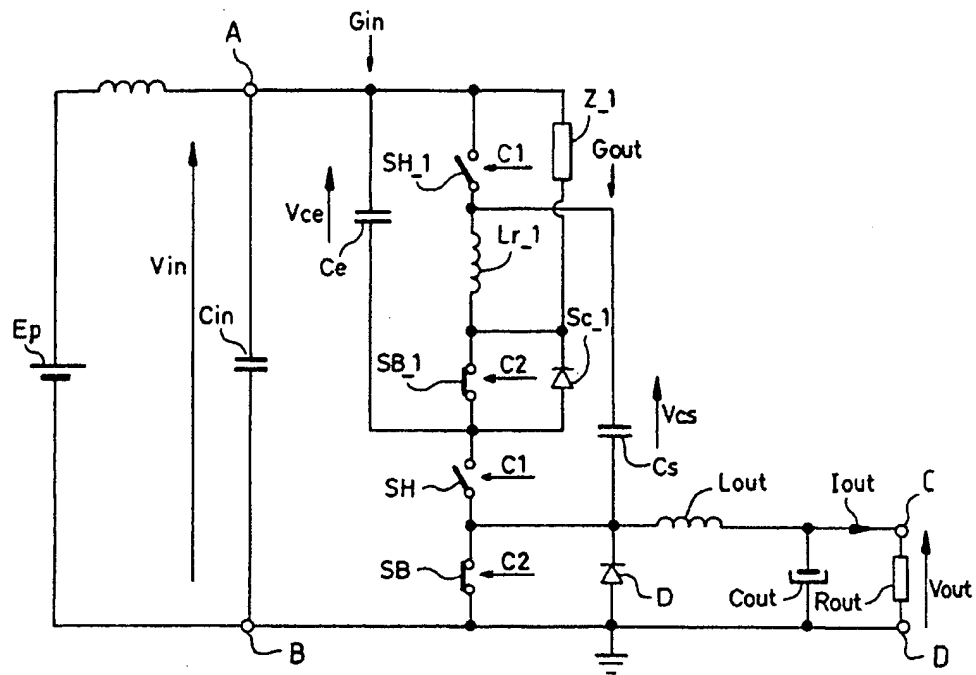 Gin
A
Z_1
C1
Gout
SH_1
Vce
Ce
Lr_1
Vin
Cin
Ep
Sc_1
SB_1
C2
Vcs
Cs
C1
SH
Lout
Iout
C
SB
C2
D
Cout
Rout
Vout
B
D